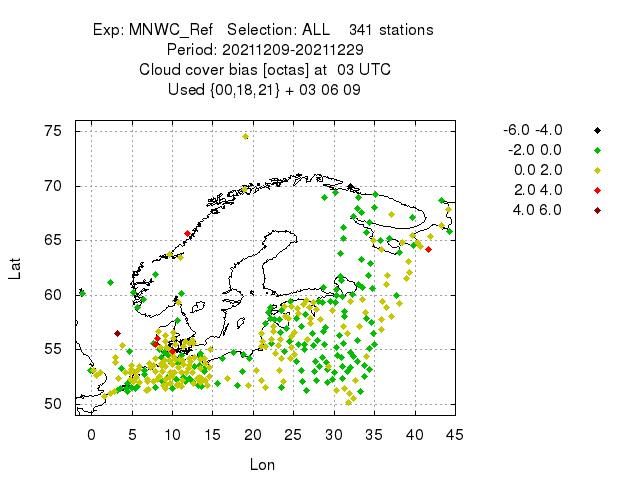 Exp: MNWC_Ref Selection: ALL 341 stations
Period: 20211209-20211229
Cloud cover bias [octas] at 03 UTC
Used {00,18,21} + 03 06 09
-6.0 -4.0
-2.0 0.0
0.0 2.0
2.0 4.0
4.0 6.0
75
70
65
60
55
50
Lat
0 5 10 15 20 25 30 35 40 45
Lon